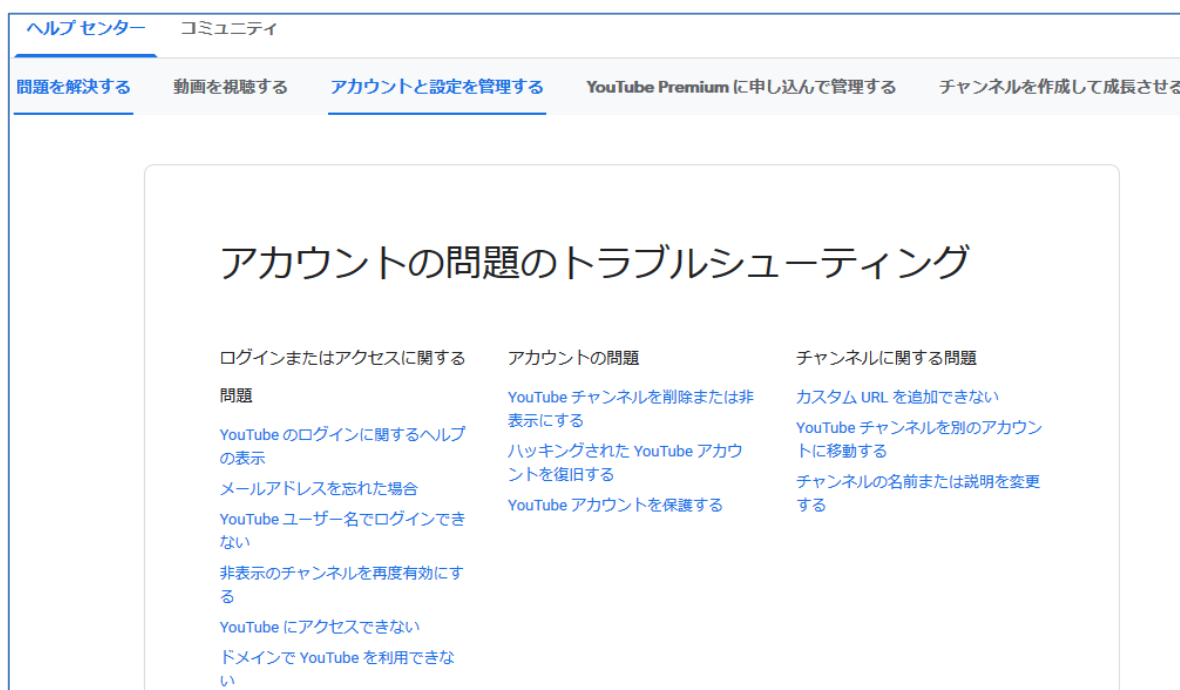 ヘルプ センター コミュニティ
問題を解決する 動画を視聴する アカウントと設定を管理する YouTube Premium に申し込んで管理する チャンネルを作成して成長させる
アカウントの問題のトラブルシューティング
ログインまたはアクセスに関する
問題
YouTube のログインに関するヘルプ
の表示
メールアドレスを忘れた場合
YouTube ユーザー名でログインでき
ない
非表示のチャンネルを再度有効にす
る
YouTube にアクセスできない
ドメインで YouTube を利用できな
い
アカウントの問題
YouTube チャンネルを削除または非
表示にする
ハッキングされた YouTube アカウ
ントを復旧する
YouTube アカウントを保護する
チャンネルに関する問題
カスタム URL を追加できない
YouTube チャンネルを別のアカウン
トに移動する
チャンネルの名前または説明を変更
する